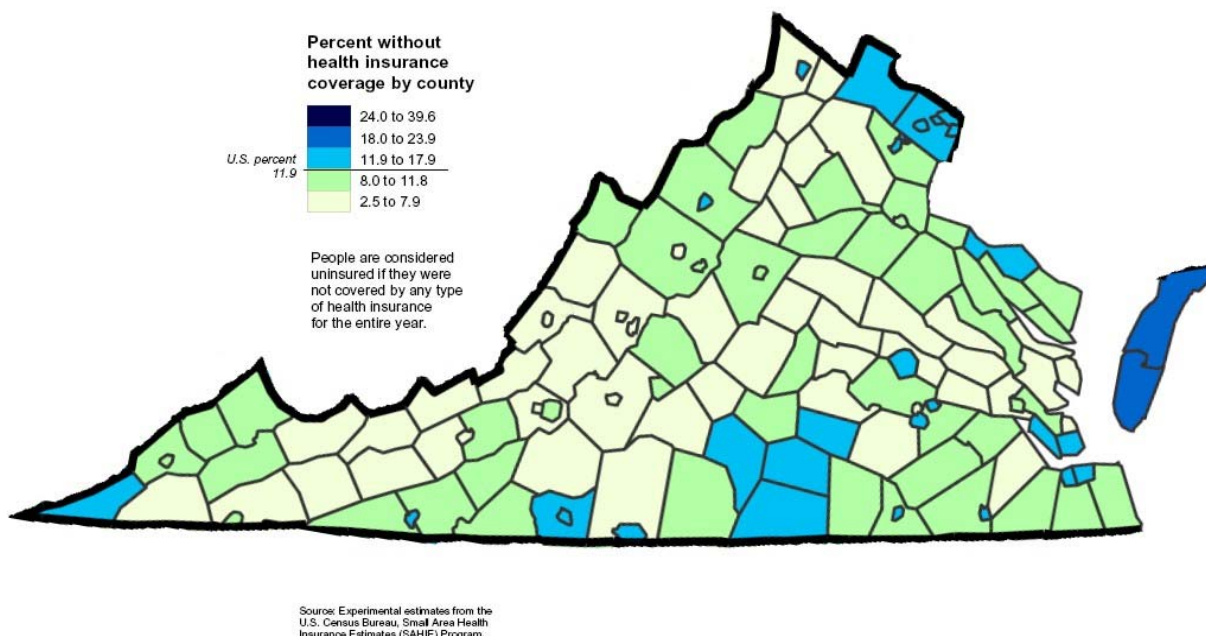 Percent without
health insurance
coverage by county
24.0 to 39.6
18.0 to 23.9
U.S. percent
11.9 to 17.9
11.9
8.0 to 11.8
2.5 to 7.9
People are considered
uninsured if they were
not covered by any type
of health insurance
for the entire year.
Source: Experimental estimates from the
U.S. Census Bureau, Small Area Health
Insurance Estimates (SAHIE) Program